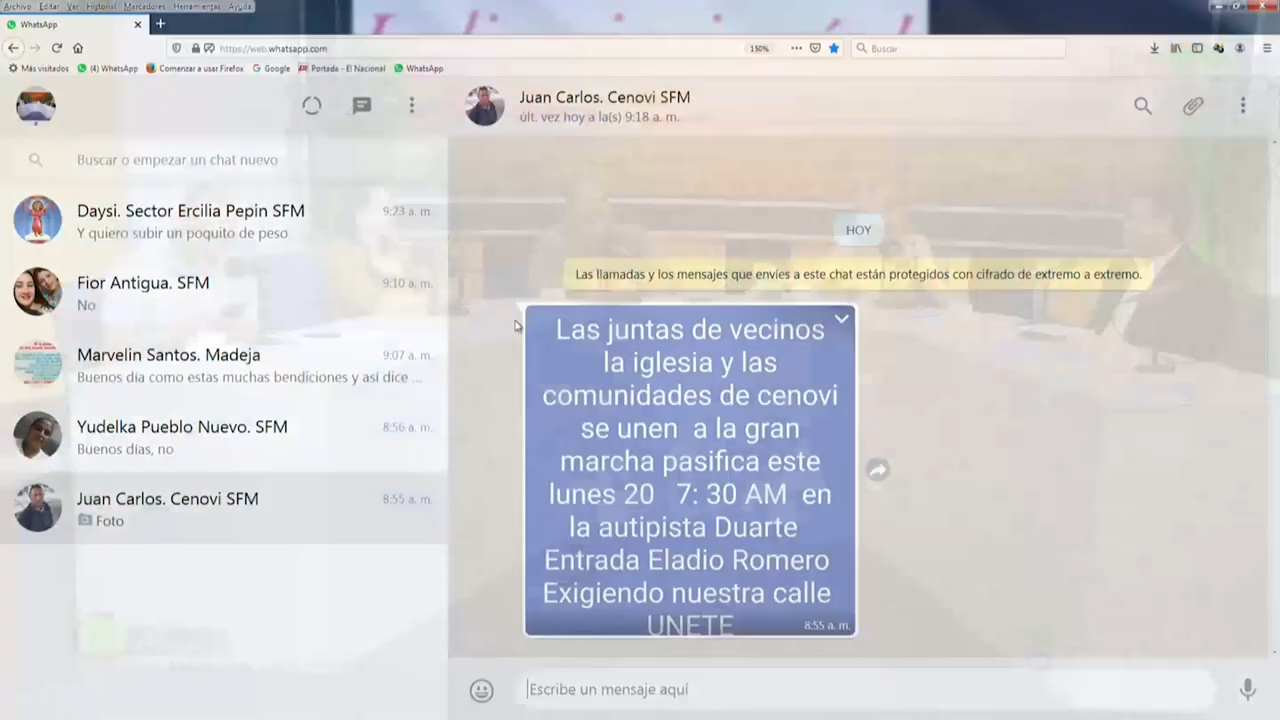 Archivo Editar Ver Historial Marcadores Herramientas Ayuda
WhatsApp
https://web.whatsapp.com
150%
Buscar
Más visitados
(4) WhatsApp
Comenzar a usar Firefox
Google
Portada - El Nacional
WhatsApp
Juan Carlos. Cenovi SFM
últ. vez hoy a la(s) 9:18 a. m.
Buscar o empezar un chat nuevo
Daysi. Sector Ercilia Pepin SFM
9:23 a. m.
Y quiero subir un poquito de peso
Fior Antigua. SFM
9:10 a. m.
No
Marvelin Santos. Madeja
9:07 a. m.
Buenos día como estas muchas bendiciones y así dice ...
Yudelka Pueblo Nuevo. SFM
8:56 a. m.
Buenos días, no
Juan Carlos. Cenovi SFM
8:55 a. m.
Foto
HOY
Las llamadas y los mensajes que envíes a este chat están protegidos con cifrado de extremo a extremo.
Las juntas de vecinos
la iglesia y las
comunidades de cenovi
se unen a la gran
marcha pasifica este
lunes 20 7: 30 AM en
la autipista Duarte
Entrada Eladio Romero
Exigiendo nuestra calle
UNETE
8:55 a. m.
Escribe un mensaje aquí